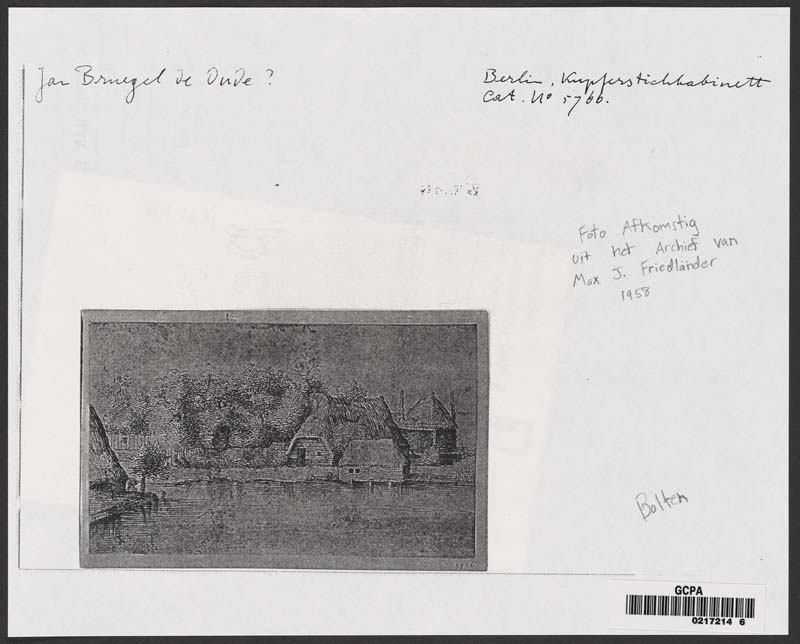 Jan Bruegel de Oude ?
Berlin, Kupferstichkabinett
Cat. No 5766.
Foto Afkomstig
uit het Archief van
Max J. Friedländer
1958
Bolten
5766
GCPA
0217214 6